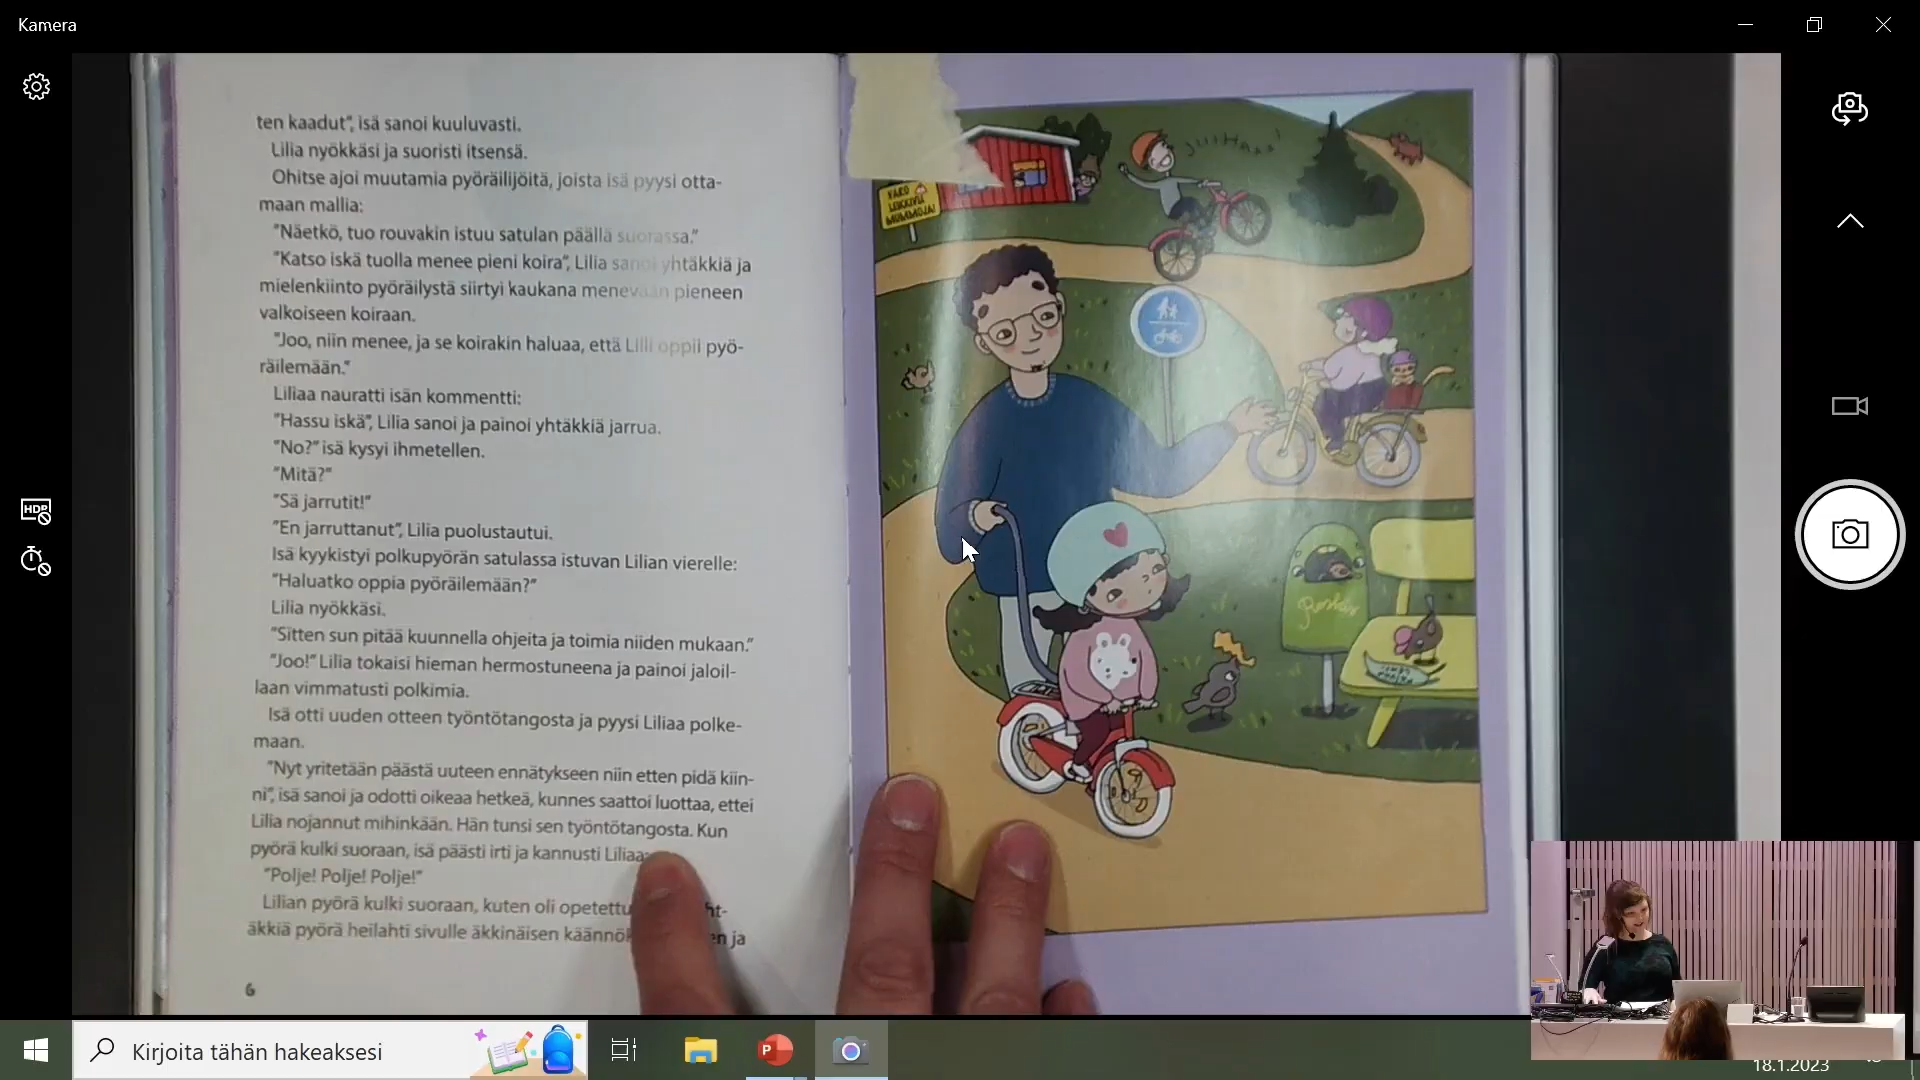 Kamera
ten kaadut”, isä sanoi kuuluvasti.
Lilia nyökkäsi ja suoristi itsensä.
Ohitse ajoi muutamia pyöräilijöitä, joista isä pyysi otta-
maan mallia:
”Näetkö, tuo rouvakin istuu satulan päällä suorassa.”
”Katso iskä tuolla menee pieni koira”, Lilia sanoi yhtäkkiä ja
mielenkiinto pyöräilystä siirtyi kaukana menevään pieneen
valkoiseen koiraan.
”Joo, niin menee, ja se koirakin haluaa, että Lilli oppii pyö-
räilemään.”
Liliaa nauratti isän kommentti:
”Hassu iskä”, Lilia sanoi ja painoi yhtäkkiä jarrua.
”No?” isä kysyi ihmetellen.
”Mitä?”
”Sä jarrutit!”
”En jarruttanut”, Lilia puolustautui.
Isä kyykistyi polkupyörän satulassa istuvan Lilian vierelle:
”Haluatko oppia pyöräilemään?”
Lilia nyökkäsi.
”Sitten sun pitää kuunnella ohjeita ja toimia niiden mukaan.”
”Joo!” Lilia tokaisi hieman hermostuneena ja painoi jaloil-
laan vimmatusti polkimia.
Isä otti uuden otteen työntötangosta ja pyysi Liliaa polke-
maan.
”Nyt yritetään päästä uuteen ennätykseen niin etten pidä kiin-
ni”, isä sanoi ja odotti oikeaa hetkeä, kunnes saattoi luottaa, ettei
Lilia nojannut mihinkään. Hän tunsi sen työntötangosta. Kun
pyörä kulki suoraan, isä päästi irti ja kannusti Liliaa:
”Polje! Polje! Polje!”
Lilian pyörä kulki suoraan, kuten oli opetettu
äkkiä pyörä heilahti sivulle äkkinäisen ja
6
VARO
LEIKKIVIÄ
MUMMOJA!
Roskis
HDR
Kirjoita tähän hakeaksesi
P
18.1.2023